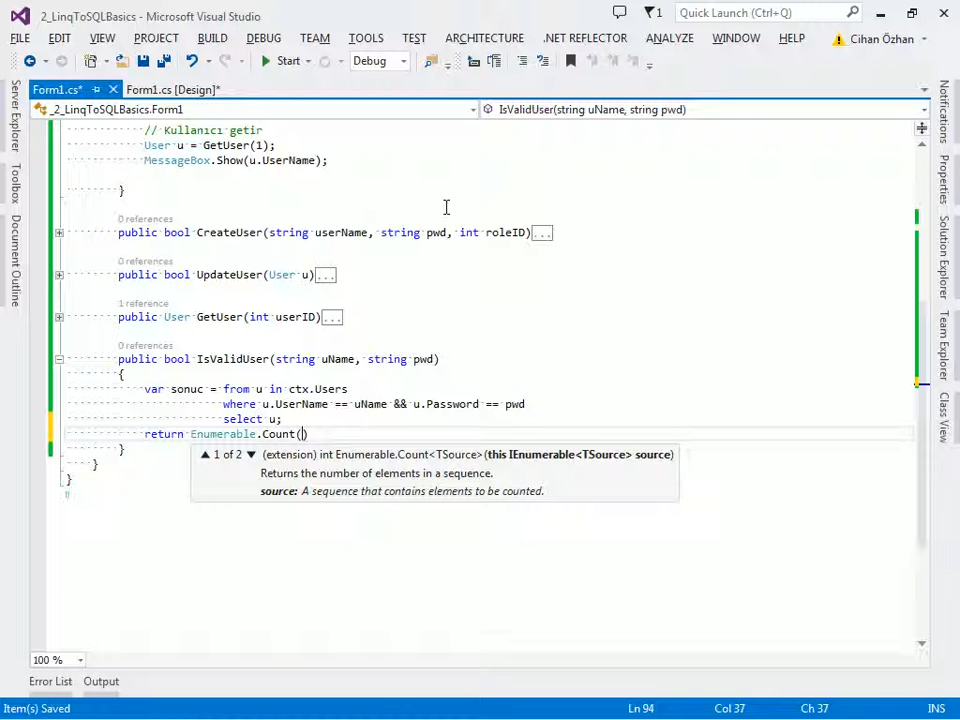 2_LinqToSQLBasics - Microsoft Visual Studio
1
Quick Launch (Ctrl+Q)
FILE EDIT VIEW PROJECT BUILD DEBUG TEAM TOOLS TEST ARCHITECTURE .NET REFLECTOR ANALYZE WINDOW HELP
Cihan Özhan
Start
Debug
Form1.cs*
Form1.cs [Design]*
_2_LinqToSQLBasics.Form1
IsValidUser(string uName, string pwd)
Server Explorer
Toolbox
Document Outline
// Kullanıcı getir
User u = GetUser(1);
MessageBox.Show(u.UserName);
}
0 references
public bool CreateUser(string userName, string pwd, int roleID)...
0 references
public bool UpdateUser(User u)...
1 reference
public User GetUser(int userID)...
0 references
public bool IsValidUser(string uName, string pwd)
{
var sonuc = from u in ctx.Users
where u.UserName == uName && u.Password == pwd
select u;
return Enumerable.Count()
}
}
}
▲ 1 of 2 ▼ (extension) int Enumerable.Count<TSource>(this IEnumerable<TSource> source)
Returns the number of elements in a sequence.
source: A sequence that contains elements to be counted.
Notifications
Properties
Solution Explorer
Team Explorer
Class View
100 %
Error List
Output
Item(s) Saved
Ln 94
Col 37
Ch 37
INS